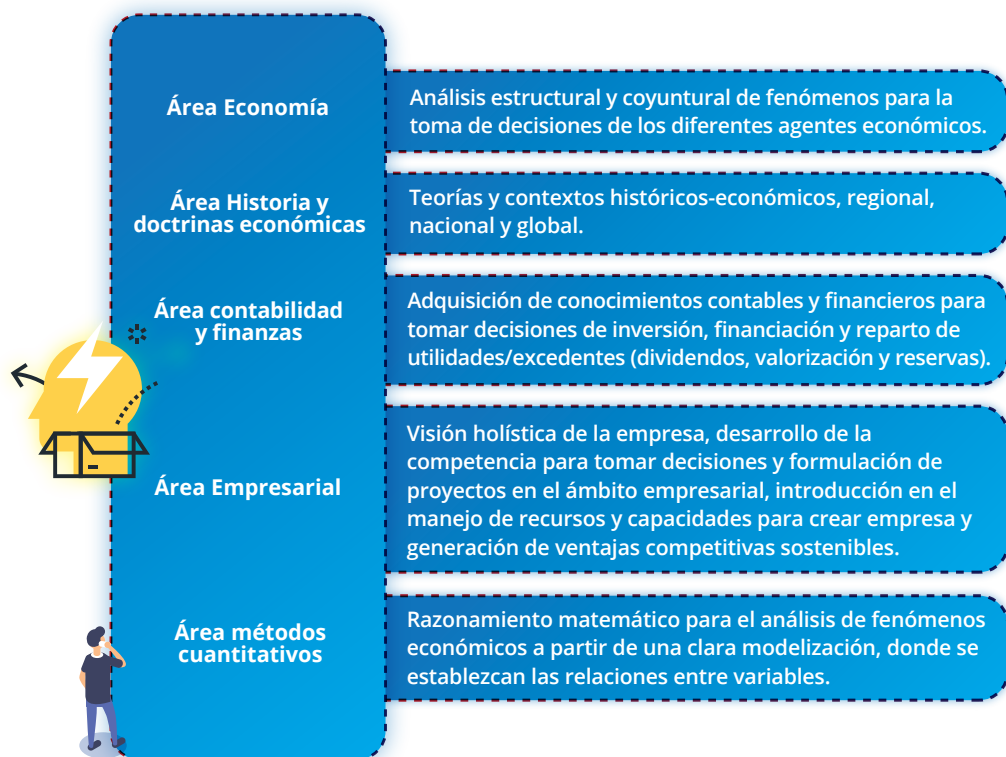 Área Economía
Análisis estructural y coyuntural de fenómenos para la
toma de decisiones de los diferentes agentes económicos.
Área Historia y
doctrinas económicas
Teorías y contextos históricos-económicos, regional,
nacional y global.
Área contabilidad
y finanzas
Adquisición de conocimientos contables y financieros para
tomar decisiones de inversión, financiación y reparto de
utilidades/excedentes (dividendos, valorización y reservas).
Área Empresarial
Visión holística de la empresa, desarrollo de la
competencia para tomar decisiones y formulación de
proyectos en el ámbito empresarial, introducción en el
manejo de recursos y capacidades para crear empresa y
generación de ventajas competitivas sostenibles.
Área métodos
cuantitativos
Razonamiento matemático para el análisis de fenómenos
económicos a partir de una clara modelización, donde se
establezcan las relaciones entre variables.